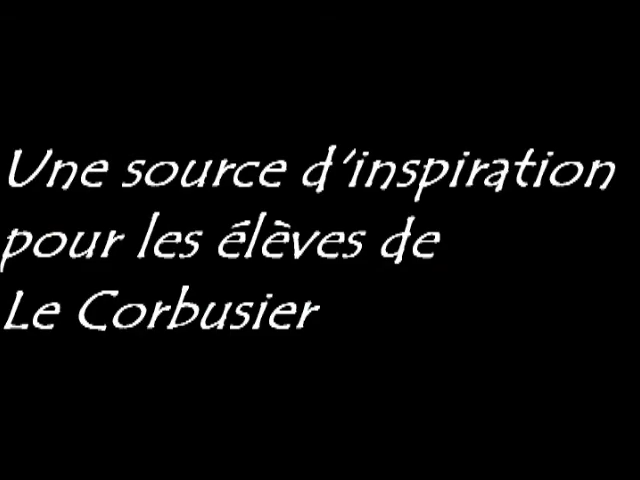 Une source d'inspiration
pour les élèves de
Le Corbusier